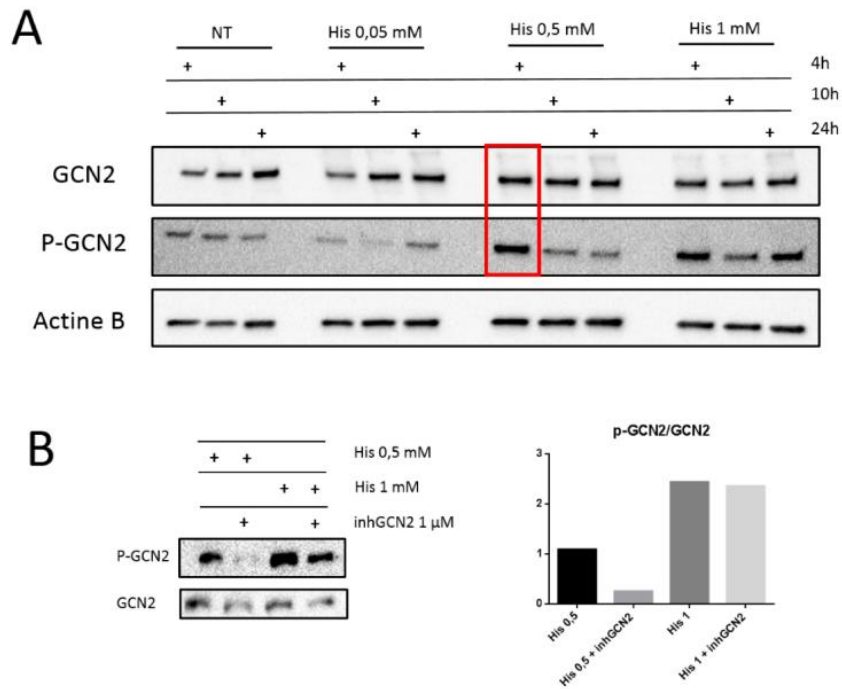 A
NT His 0,05 mM His 0,5 mM His 1 mM
+ + + + 4h
+ + + + 10h
+ + + + 24h
GCN2
P-GCN2
Actine B
B
+ + His 0,5 mM
+ + His 1 mM
+ + inhGCN2 1 µM
P-GCN2
GCN2
p-GCN2/GCN2
3
2
1
0
His 0,5
His 0,5 + inhGCN2
His 1
His 1 + inhGCN2